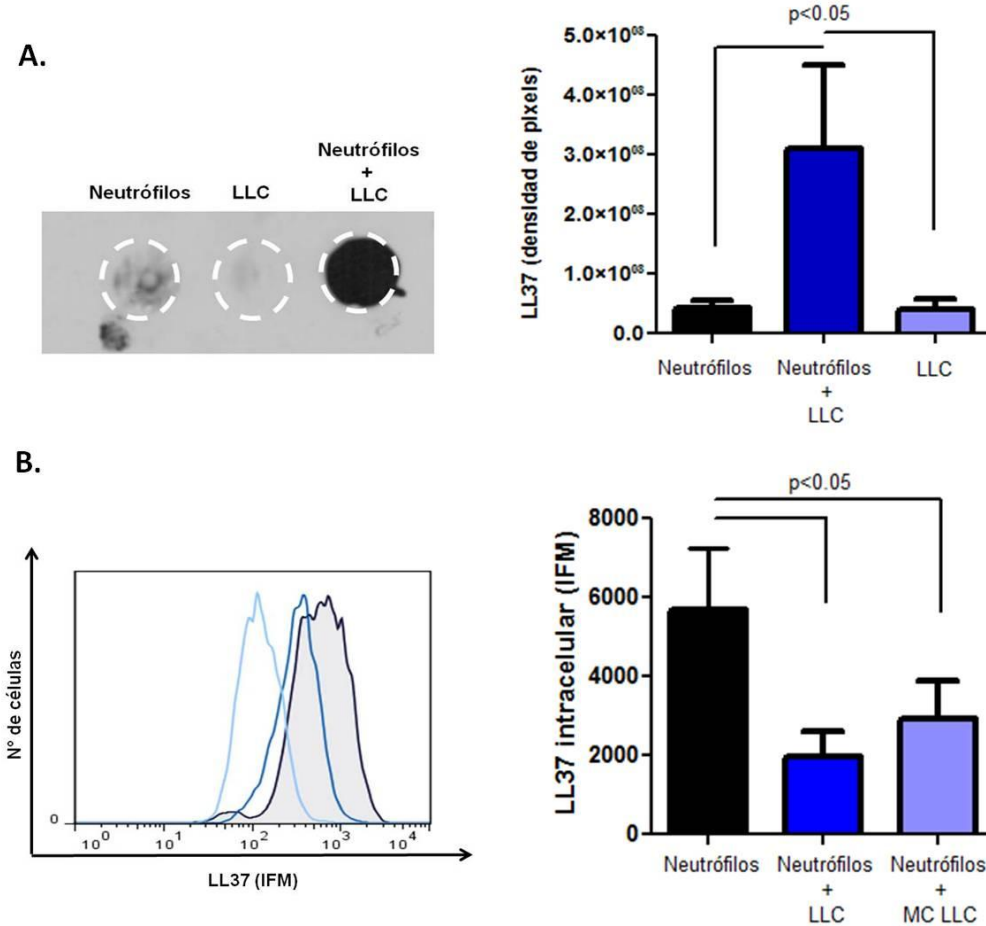 A.
Neutrófilos
LLC
Neutrófilos
+
LLC
p<0.05
LL37 (densidad de pixels)
5.0×10⁰⁸
4.0×10⁰⁸
3.0×10⁰⁸
2.0×10⁰⁸
1.0×10⁰⁸
0.0
Neutrófilos
Neutrófilos
+
LLC
LLC
B.
N° de células
0
10⁰
10¹
10²
10³
10⁴
LL37 (IFM)
p<0.05
LL37 intracelular (IFM)
8000
6000
4000
2000
0
Neutrófilos
Neutrófilos
+
LLC
Neutrófilos
+
MC LLC